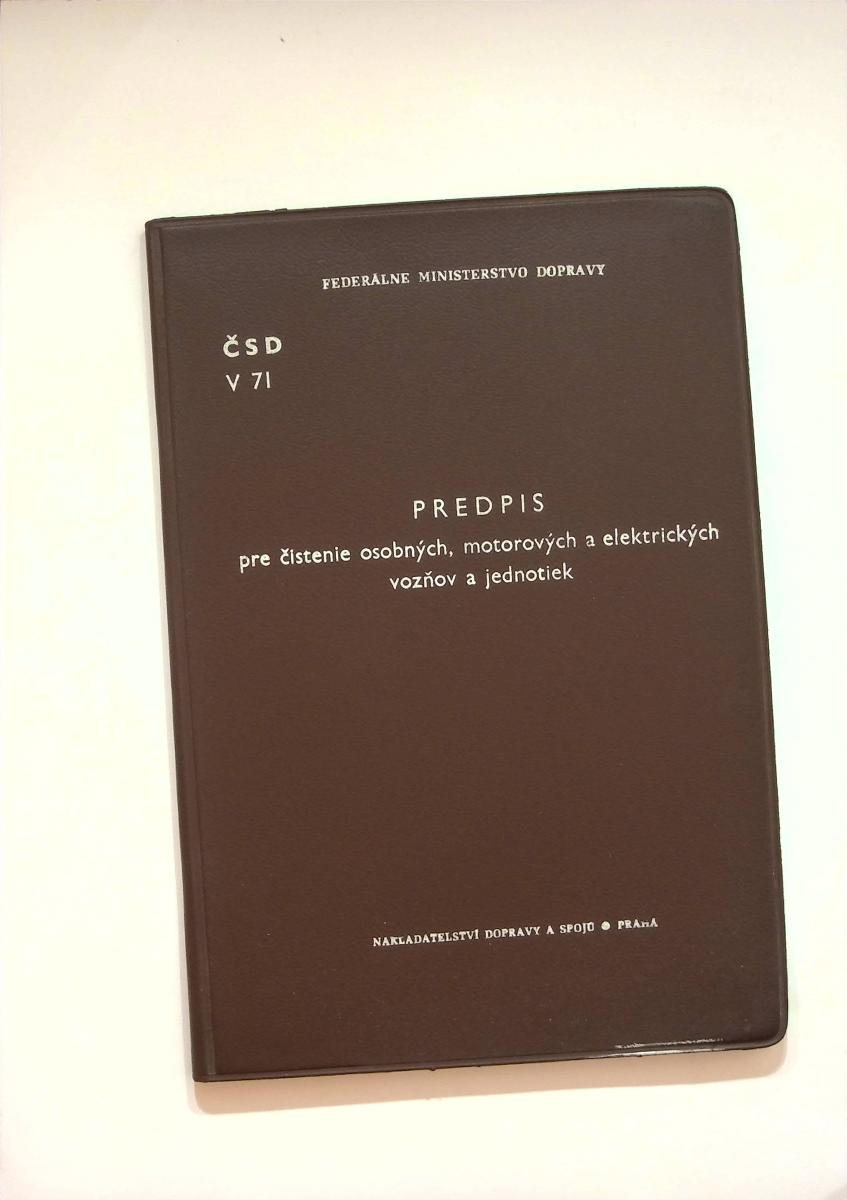 FEDERÁLNE MINISTERSTVO DOPRAVY
ČSD
V 71
PREDPIS
pre čistenie osobných, motorových a elektrických
vozňov a jednotiek
NAKLADATELSTVÍ DOPRAVY A SPOJŮ ● PRAHA